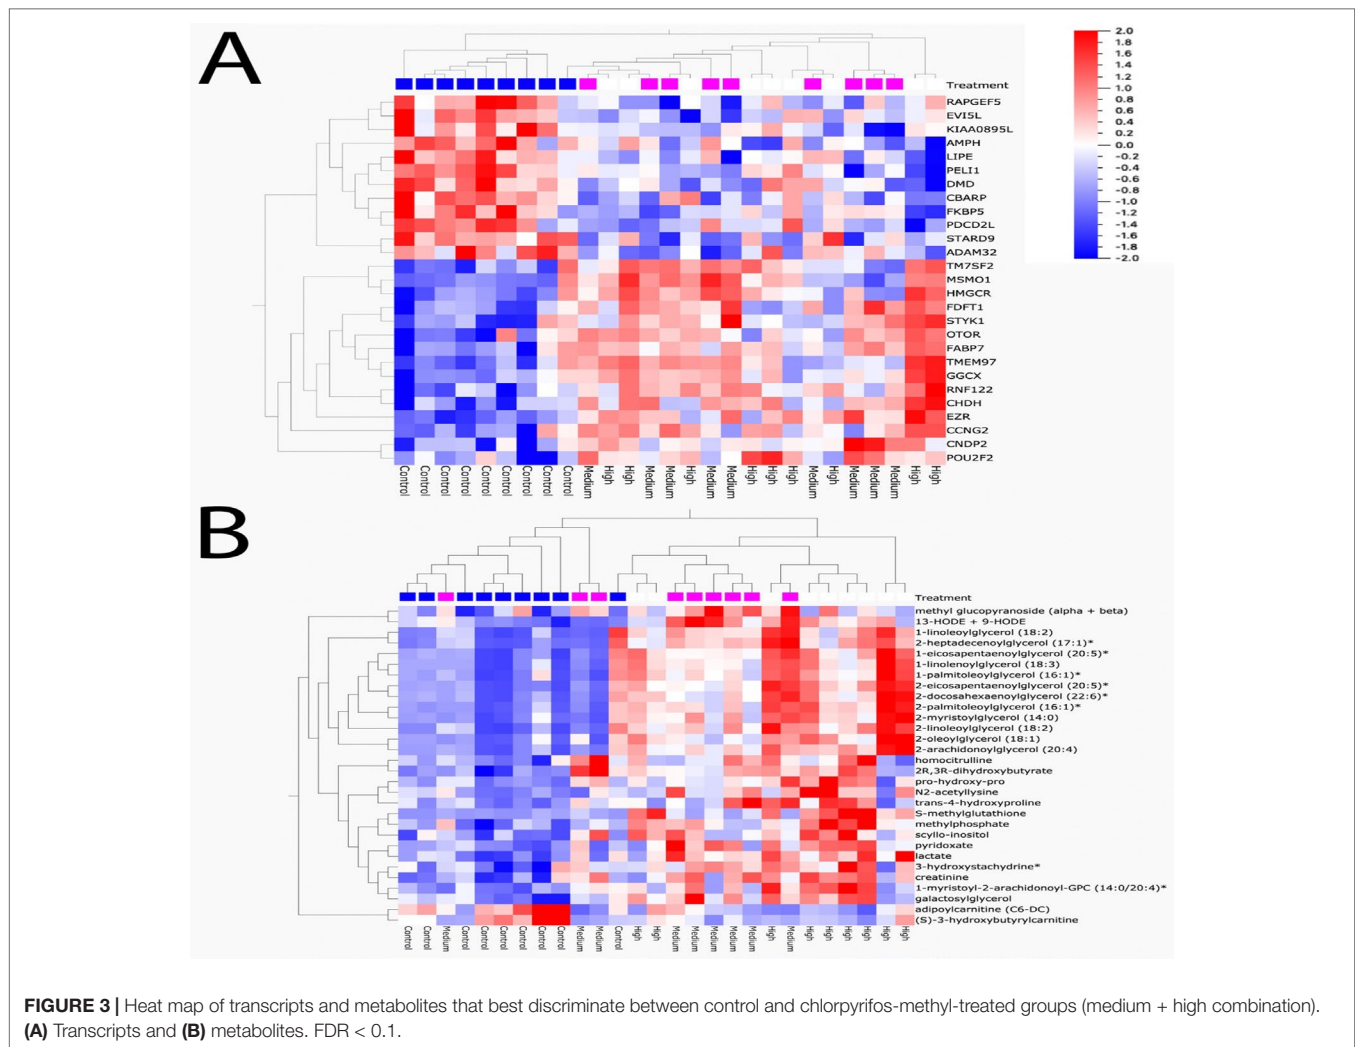 A
2.0
1.8
1.6
1.4
1.2
1.0
0.8
0.6
0.4
0.2
0.0
-0.2
-0.4
-0.6
-0.8
-1.0
-1.2
-1.4
-1.6
-1.8
-2.0
Treatment
RAPGEF5
EVI5L
KIAA0895L
AMPH
LIPE
PELI1
DMD
CBARP
FKBP5
PDCD2L
STARD9
ADAM32
TM7SF2
MSMO1
HMGCR
FDFT1
STYK1
OTOR
FABP7
TMEM97
GGCX
RNF122
CHDH
EZR
CCNG2
CNDP2
POU2F2
Control
Control
Control
Control
Control
Control
Control
Control
Control
Medium
High
High
Medium
Medium
High
Medium
Medium
High
High
High
Medium
High
Medium
Medium
Medium
High
High
B
Treatment
methyl glucopyranoside (alpha + beta)
13-HODE + 9-HODE
1-linoleoylglycerol (18:2)
2-heptadecenoylglycerol (17:1)*
1-eicosapentaenoylglycerol (20:5)*
1-linolenoylglycerol (18:3)
1-palmitoleoylglycerol (16:1)*
2-eicosapentaenoylglycerol (20:5)*
2-docosahexaenoylglycerol (22:6)*
2-palmitoleoylglycerol (16:1)*
2-myristoylglycerol (14:0)
2-linoleoylglycerol (18:2)
2-oleoylglycerol (18:1)
2-arachidonoylglycerol (20:4)
homocitrulline
2R,3R-dihydroxybutyrate
pro-hydroxy-pro
N2-acetyllysine
trans-4-hydroxyproline
S-methylglutathione
methylphosphate
scyllo-inositol
pyridoxate
lactate
3-hydroxystachydrine*
creatinine
1-myristoyl-2-arachidonoyl-GPC (14:0/20:4)*
galactosylglycerol
adipoylcarnitine (C6-DC)
(S)-3-hydroxybutyrylcarnitine
Control
Control
Medium
Control
Control
Control
Control
Control
Control
Medium
Medium
Control
High
High
Medium
Medium
Medium
Medium
Medium
High
Medium
High
High
High
High
High
High
FIGURE 3 | Heat map of transcripts and metabolites that best discriminate between control and chlorpyrifos-methyl-treated groups (medium + high combination).
(A) Transcripts and (B) metabolites. FDR < 0.1.